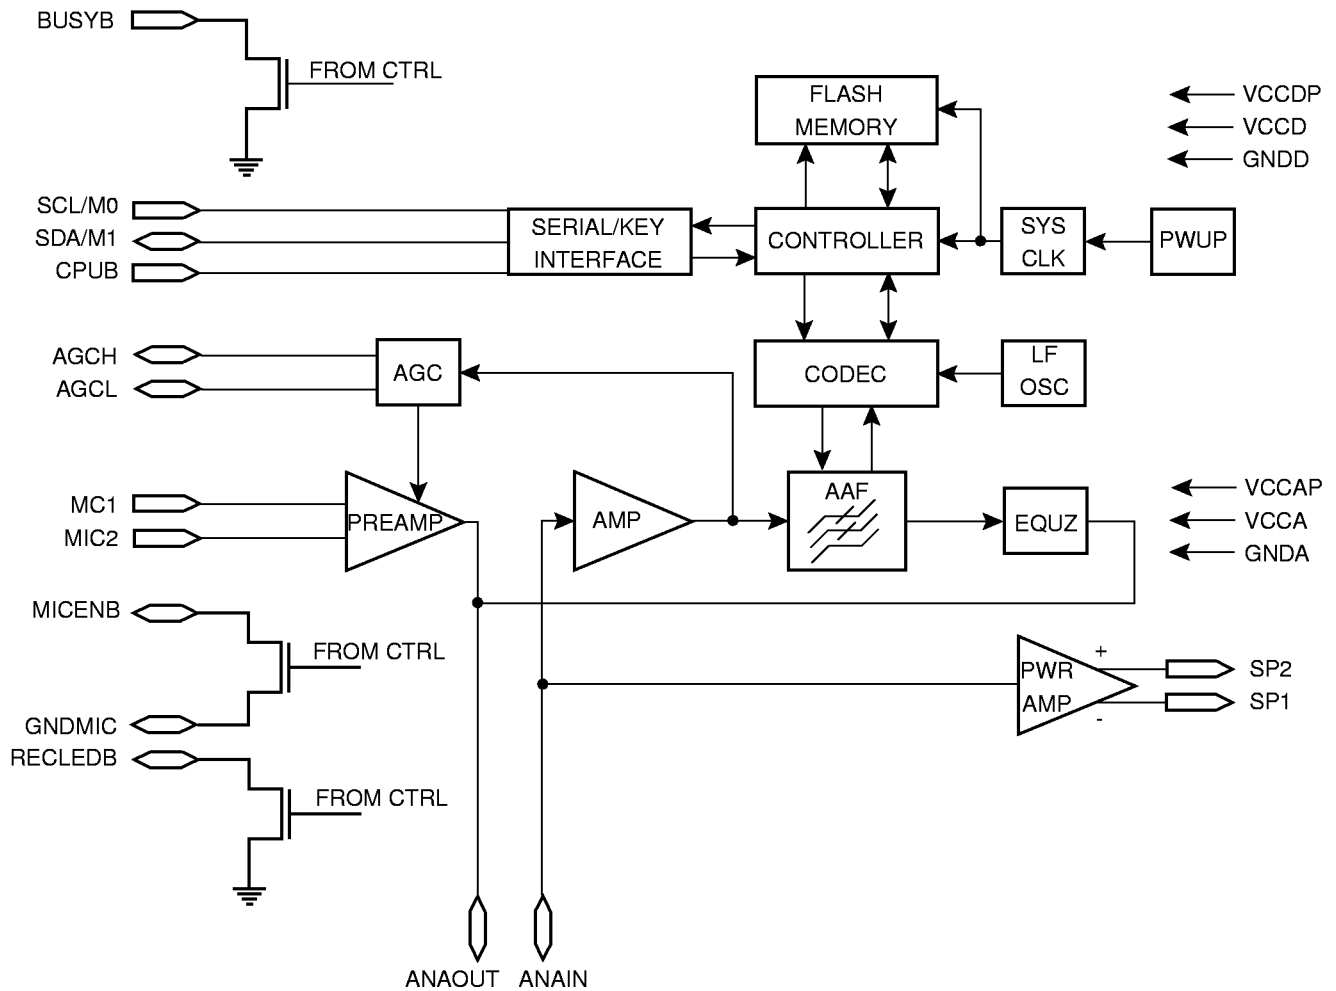 BUSYB
FROM CTRL
FLASH
MEMORY
VCCDP
VCCD
GNDD
SCL/M0
SDA/M1
CPUB
SERIAL/KEY
INTERFACE
CONTROLLER
SYS
CLK
PWUP
AGCH
AGCL
AGC
CODEC
LF
OSC
MC1
MIC2
PREAMP
AMP
AAF
EQUZ
VCCAP
VCCA
GNDA
MICENB
FROM CTRL
GNDMIC
RECLEDB
FROM CTRL
PWR
AMP
+
-
SP2
SP1
ANAOUT
ANAIN